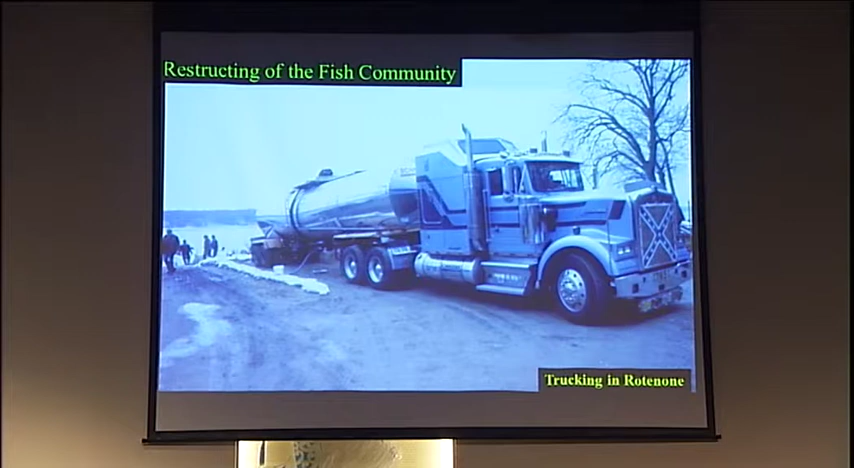 Restructing of the Fish Community
Trucking in Rotenone